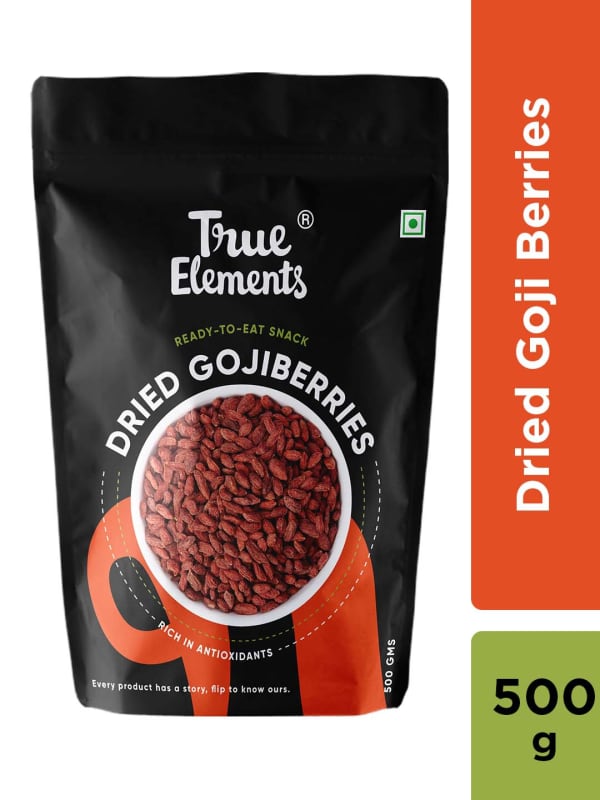 True ®
Elements
READY-TO-EAT SNACK
DRIED GOJIBERRIES
RICH IN ANTIOXIDANTS
500 GMS
Every product has a story, flip to know ours.
Dried Goji Berries
500
g